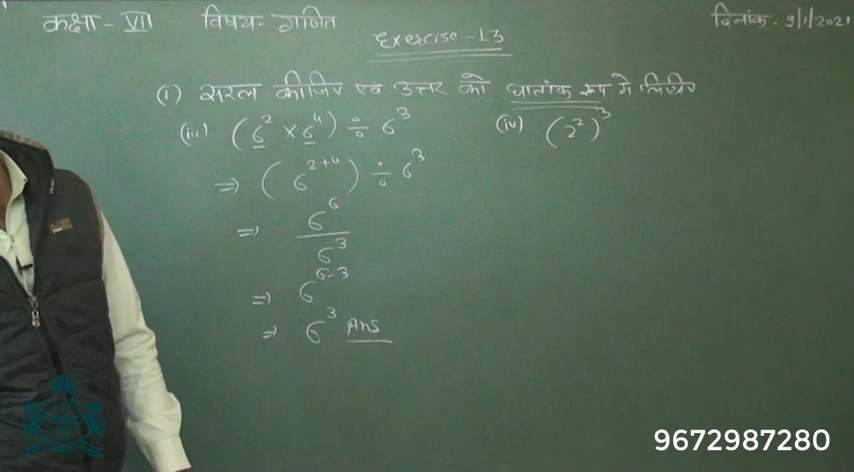 कक्षा - VII विषय- गणित दिनांक - 9/1/2021
Exercise - 13
(i) सरल कीजिए एवं उत्तर को घातांक रूप में लिखिए
(iii) (6² × 6⁴) ÷ 6³ (iv) (2²)³
⇒ (6²⁺⁴) ÷ 6³
⇒ 6⁶/6³
⇒ 6⁶⁻³
⇒ 6³ Ans
9672987280